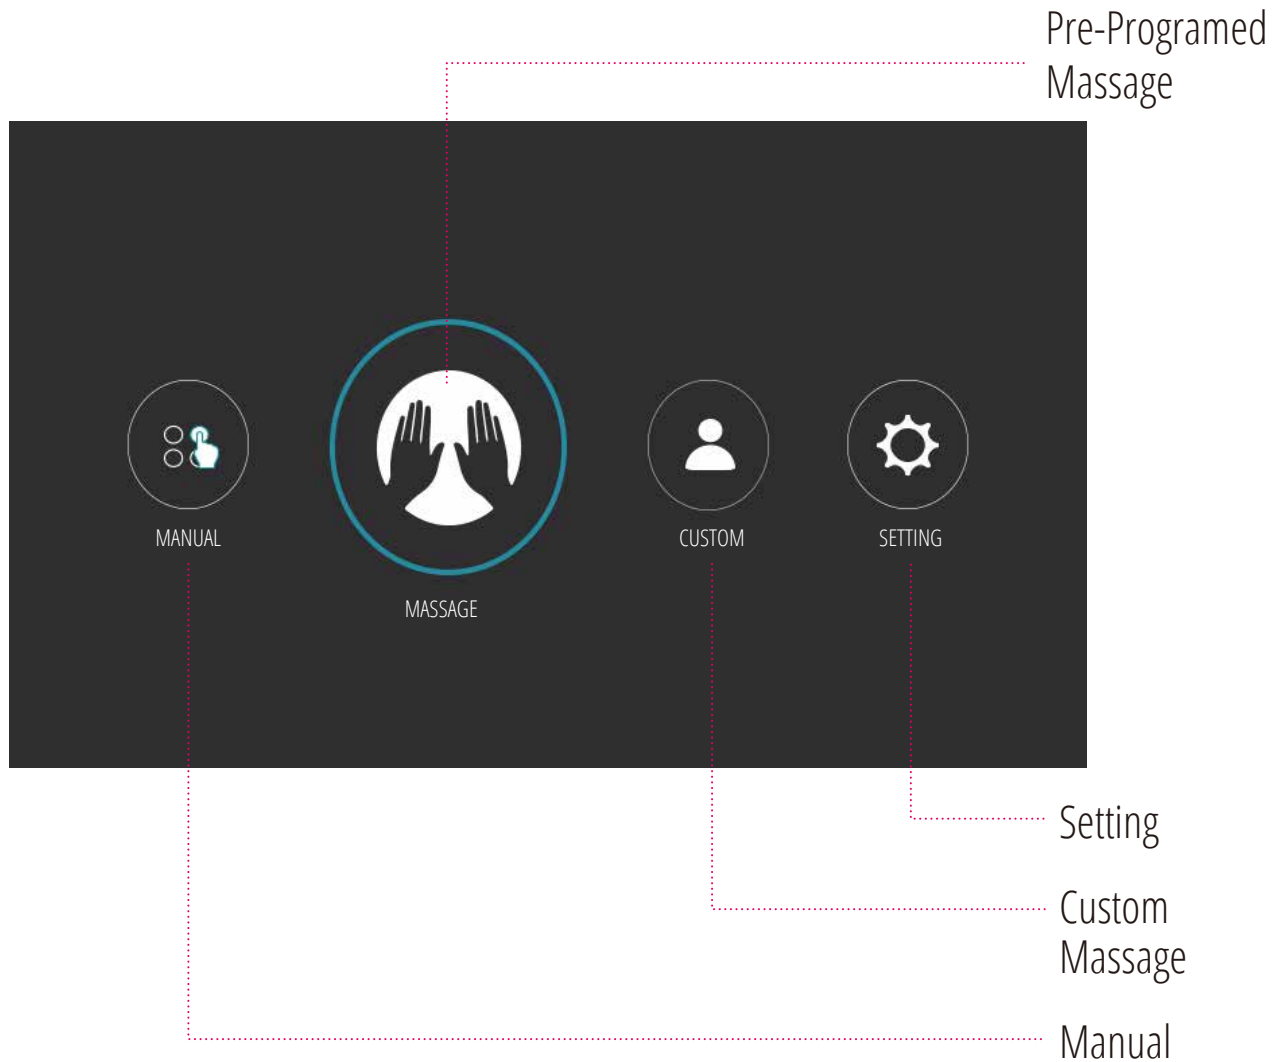 Pre-Programed
Massage
MANUAL
CUSTOM
SETTING
MASSAGE
Setting
Custom
Massage
Manual